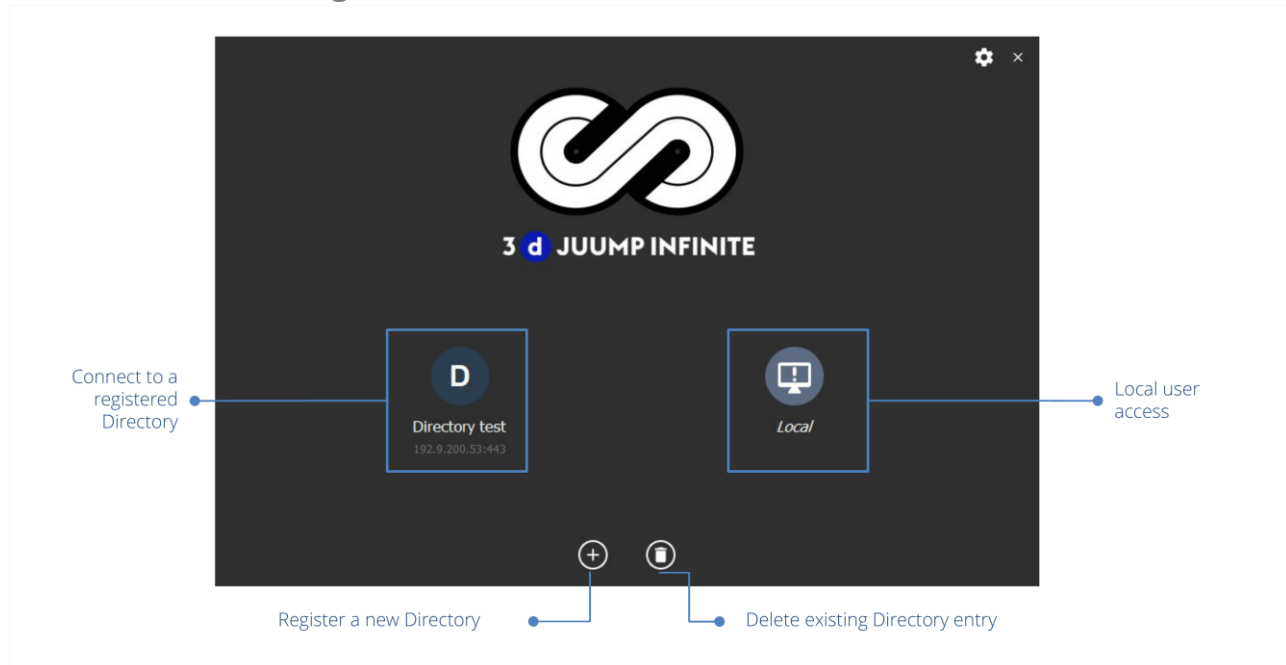 3 d JUUMP INFINITE
Connect to a
registered
Directory
D
Directory test
192.9.200.53:443
Local
Local user
access
Register a new Directory
Delete existing Directory entry